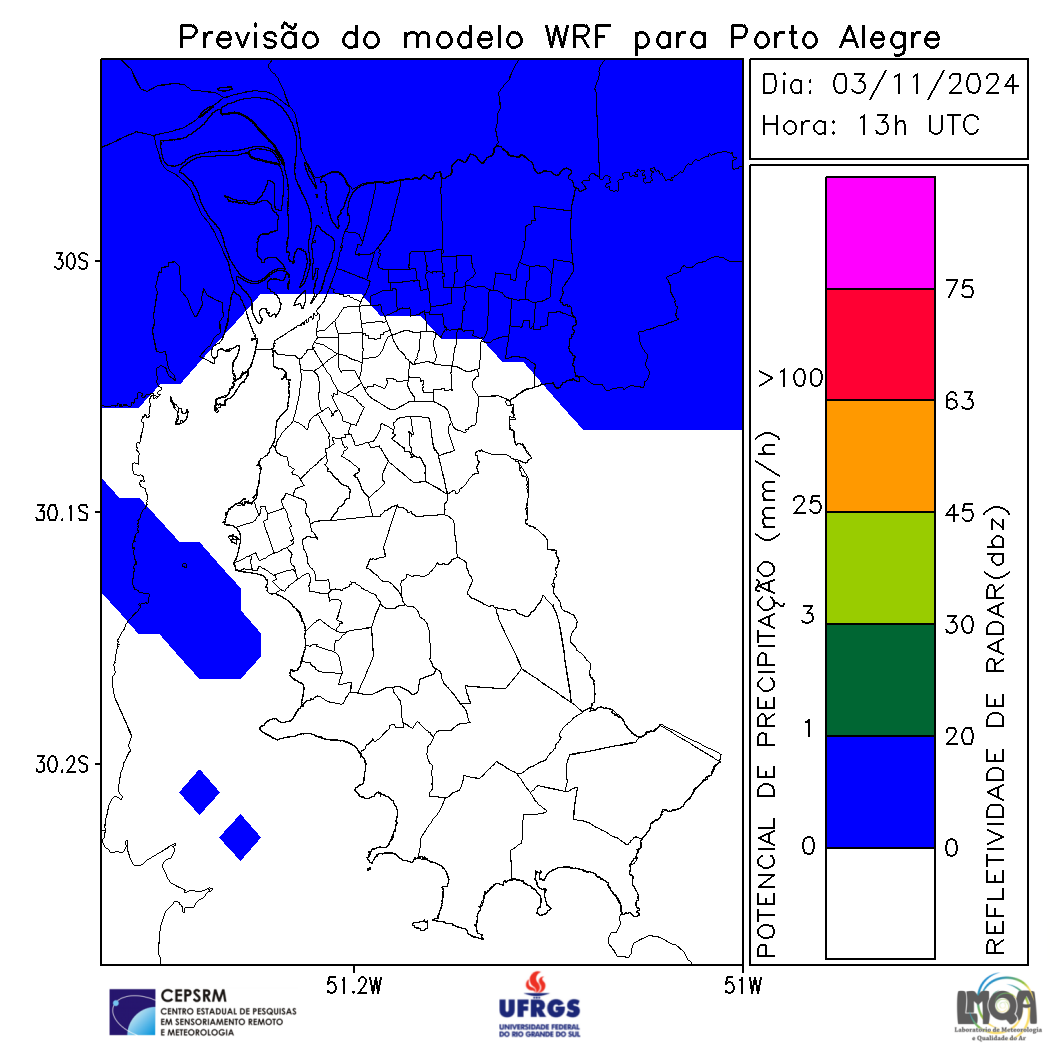 Previsão do modelo WRF para Porto Alegre
Dia: 03/11/2024
Hora: 13h UTC
30S
30.1S
30.2S
51.2W
51W
POTENCIAL DE PRECIPITAÇÃO (mm/h)
>100
25
3
1
0
75
63
45
30
20
0
REFLETIVIDADE DE RADAR(dbz)
CEPSRM
CENTRO ESTADUAL DE PESQUISAS
EM SENSORIAMENTO REMOTO
E METEOROLOGIA
UFRGS
UNIVERSIDADE FEDERAL
DO RIO GRANDE DO SUL
LMQA
Laboratório de Meteorologia
e Qualidade do Ar